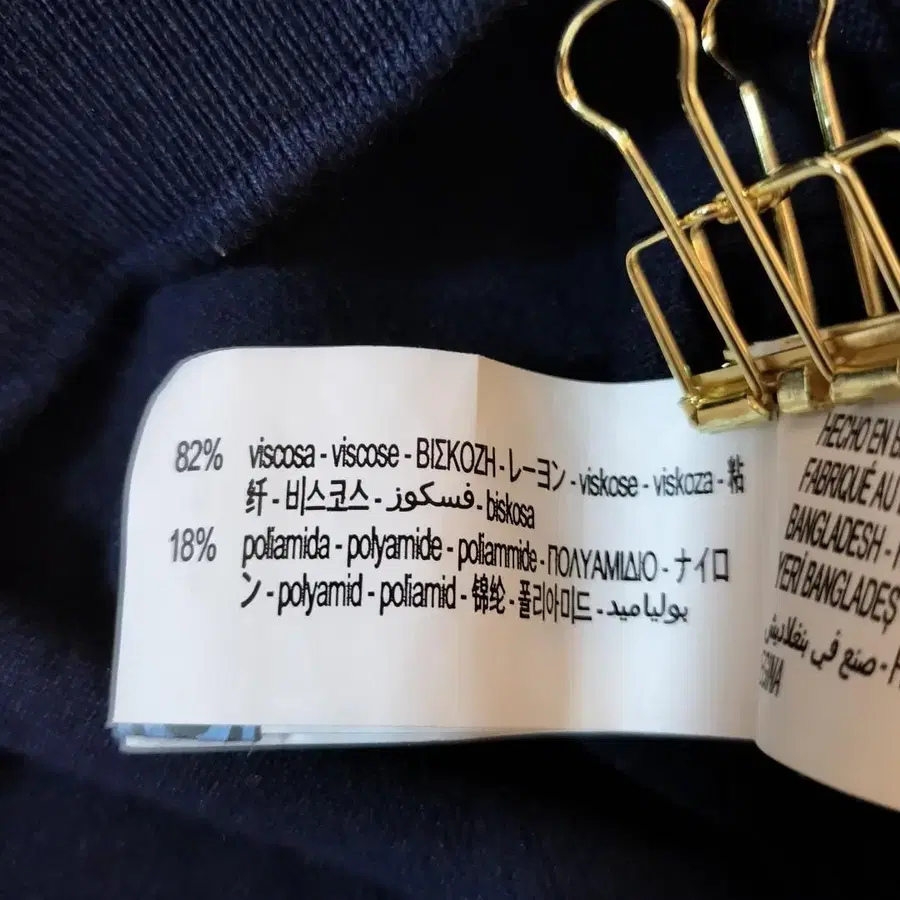 82% viscosa - viscose - ΒΙΣΚΟΖΗ - レーヨン - viskose - viskoza - 粘
纤 - 비스코스 - فسكوز - biskosa
18% poliamida - polyamide - poliammide - ΠΟΛΥΑΜΙΔΙΟ - ナイロ
ン - polyamid - poliamid - 锦纶 - 폴리아미드 - بولياميد
HECHO EN
FABRIQUÉ AU
BANGLADESH -
YERİ BANGLADEŞ
صنع في بنغلاديش -